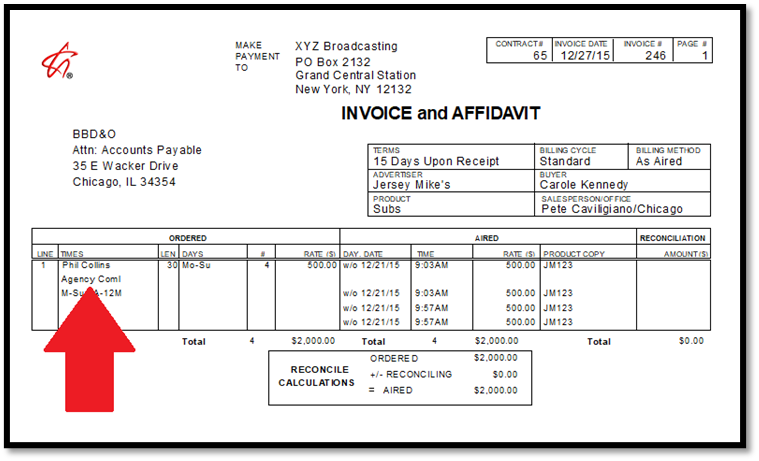 MAKE PAYMENT TO
XYZ Broadcasting
PO Box 2132
Grand Central Station
New York, NY 12132
CONTRACT# INVOICE DATE INVOICE # PAGE #
65 12/27/15 246 1
®
INVOICE and AFFIDAVIT
BBD&O
Attn: Accounts Payable
35 E Wacker Drive
Chicago, IL 34354
TERMS BILLING CYCLE BILLING METHOD
15 Days Upon Receipt Standard As Aired
ADVERTISER BUYER
Jersey Mike's Carole Kennedy
PRODUCT SALESPERSON/OFFICE
Subs Pete Caviligiano/Chicago
ORDERED AIRED RECONCILIATION
LINE TIMES LEN DAYS # RATE ($) DAY. DATE TIME RATE ($) PRODUCT COPY AMOUNT($)
1 Phil Collins 30 Mo-Su 4 500.00 w/o 12/21/15 9:03AM 500.00 JM123
Agency Coml
M-Su -12M w/o 12/21/15 9:03AM 500.00 JM123
w/o 12/21/15 9:57AM 500.00 JM123
w/o 12/21/15 9:57AM 500.00 JM123
Total 4 $2,000.00 Total 4 $2,000.00 Total $0.00
RECONCILE CALCULATIONS
ORDERED $2,000.00
+/- RECONCILING $0.00
= AIRED $2,000.00